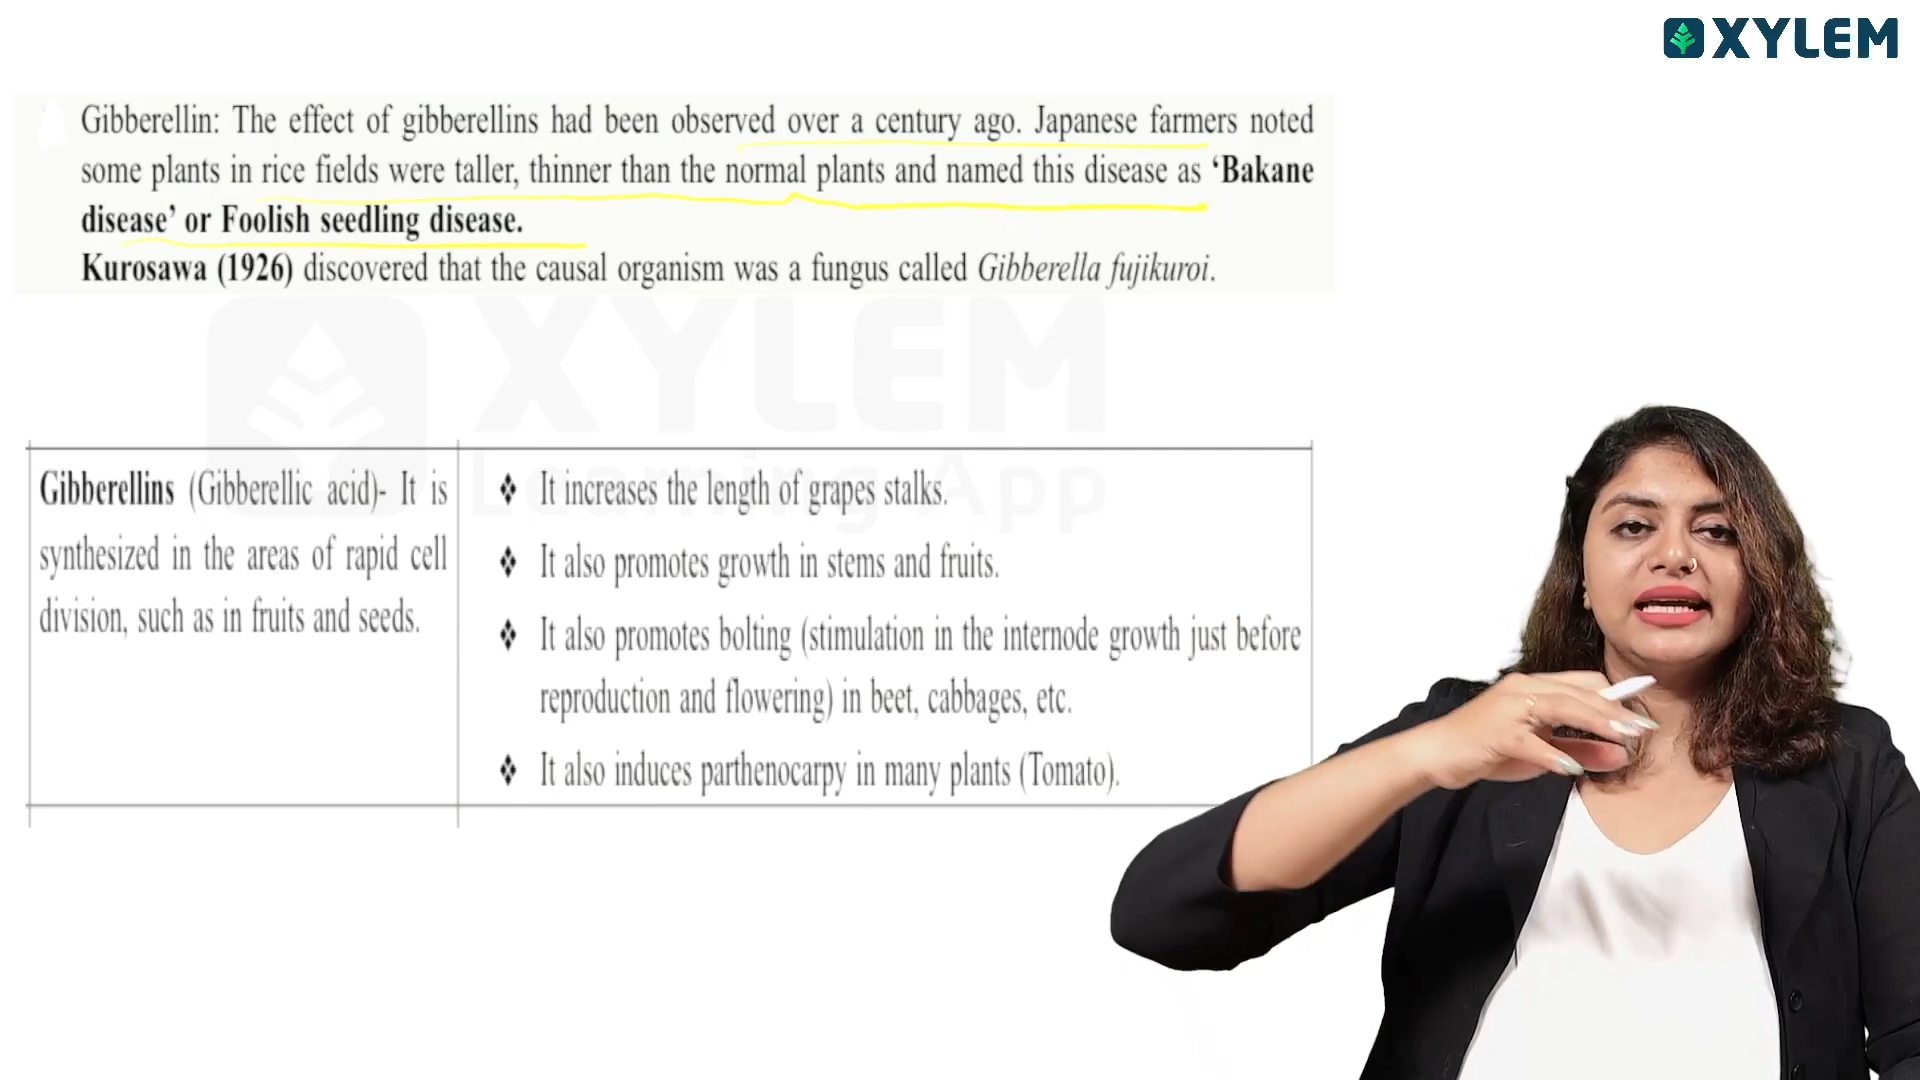 XYLEM
Gibberellin: The effect of gibberellins had been observed over a century ago. Japanese farmers noted
some plants in rice fields were taller, thinner than the normal plants and named this disease as ‘Bakane
disease’ or Foolish seedling disease.
Kurosawa (1926) discovered that the causal organism was a fungus called Gibberella fujikuroi.
XYLEM
Learning App
Gibberellins (Gibberellic acid)- It is
synthesized in the areas of rapid cell
division, such as in fruits and seeds.
❖ It increases the length of grapes stalks.
❖ It also promotes growth in stems and fruits.
❖ It also promotes bolting (stimulation in the internode growth just before
reproduction and flowering) in beet, cabbages, etc.
❖ It also induces parthenocarpy in many plants (Tomato).